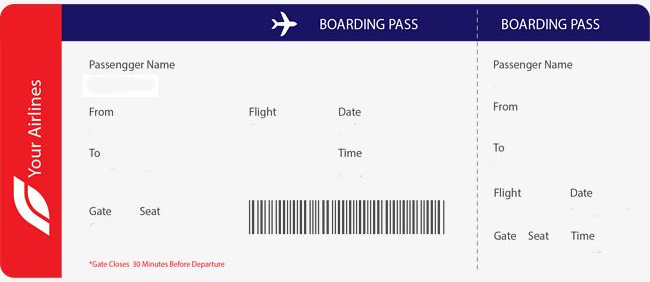 BOARDING PASS
Passengger Name
From Flight Date
To Time
Gate Seat
*Gate Closes 30 Minutes Before Departure
Your Airlines
BOARDING PASS
Passenger Name
From
To
Flight Date
Gate Seat Time